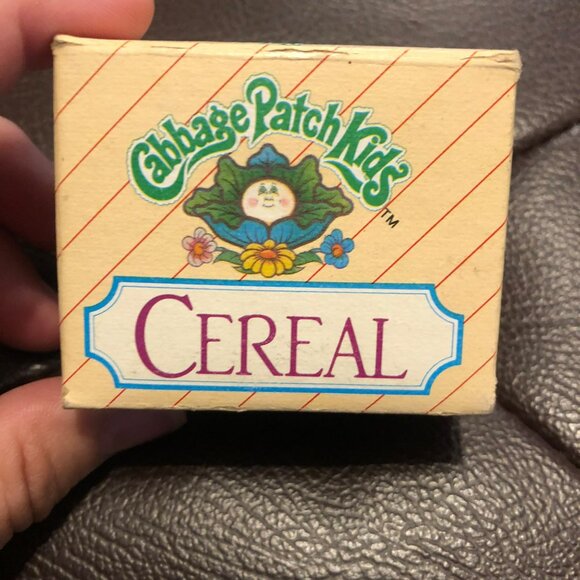 Cabbage Patch Kids
™
CEREAL